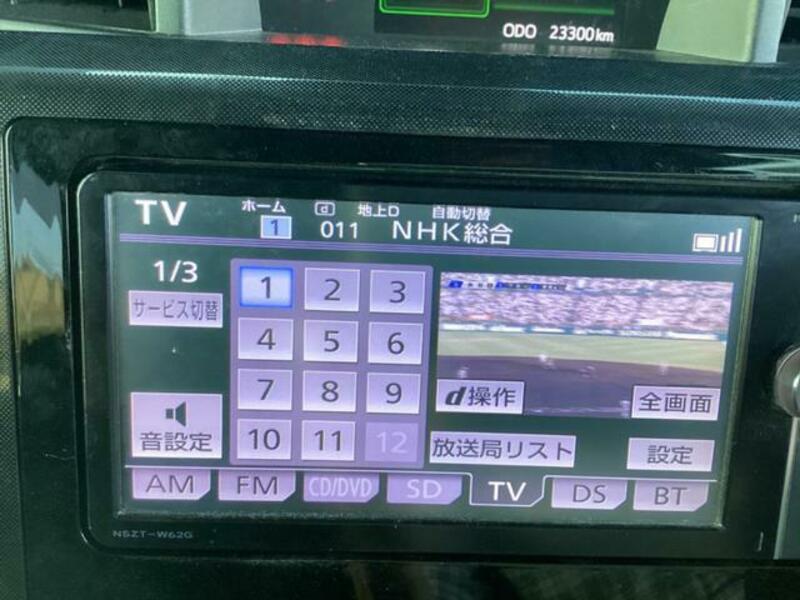 ODO 23300km
TV ホーム d 地上D 自動切替
1 011 NHK総合
1/3
サービス切替
1 2 3
4 5 6
7 8 9
10 11 12
音設定
d操作
全画面
放送局リスト
設定
AM FM CD/DVD SD TV DS BT
NSZT-W62G